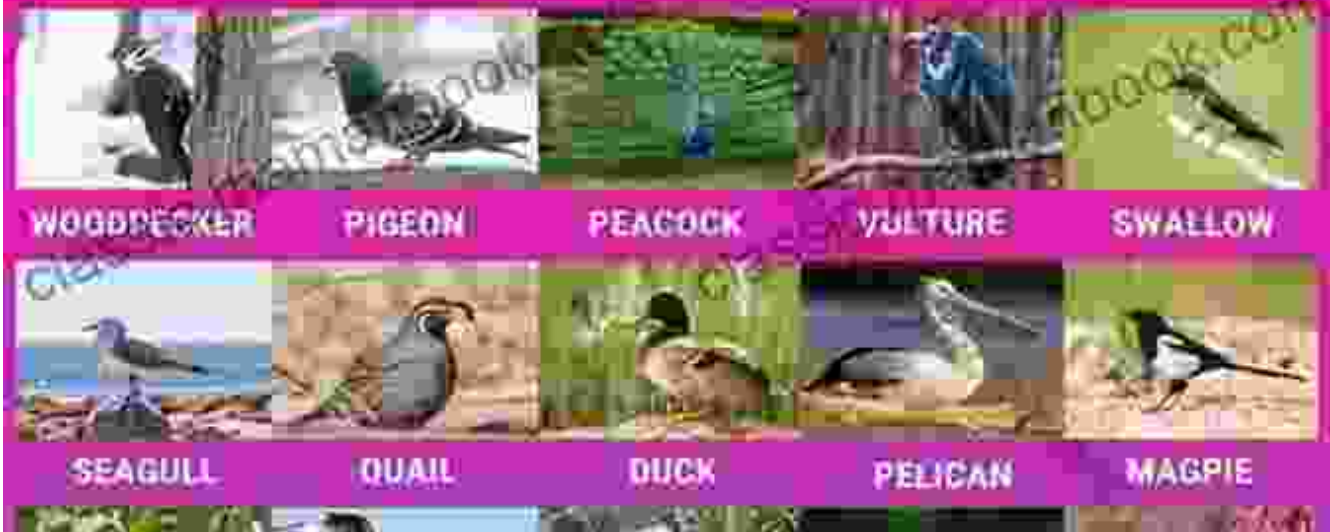 WOODPECKER PIGEON PEACOCK VULTURE SWALLOW
SEAGULL QUAIL DUCK PELICAN MAGPIE